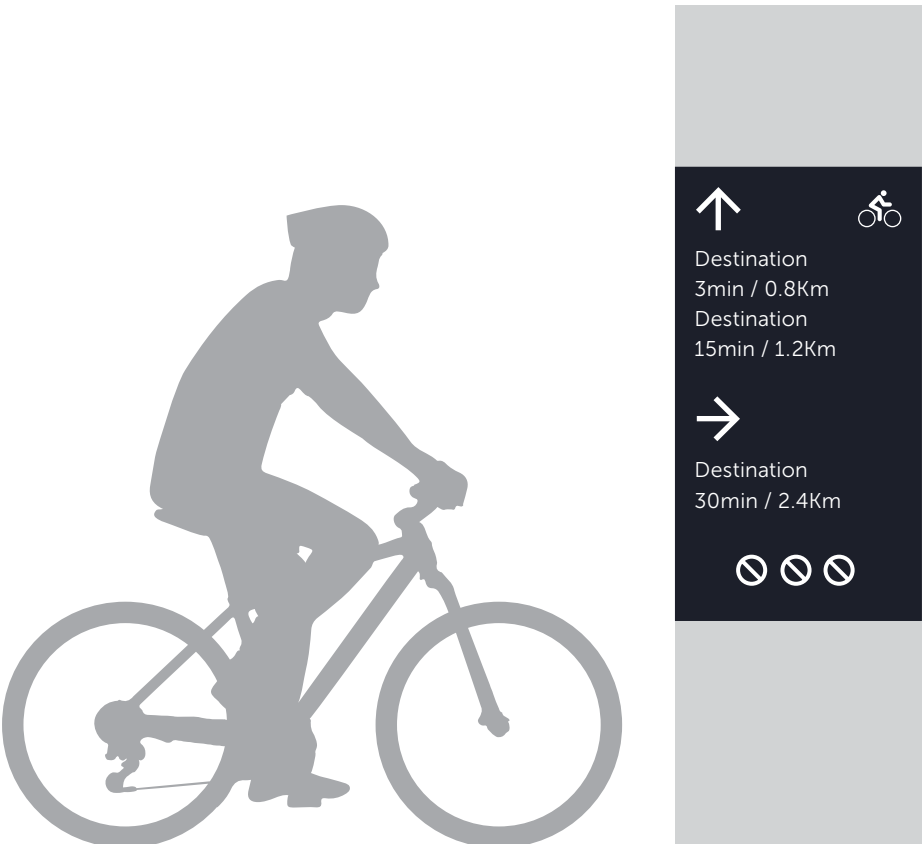 Destination
3min / 0.8Km
Destination
15min / 1.2Km
Destination
30min / 2.4Km